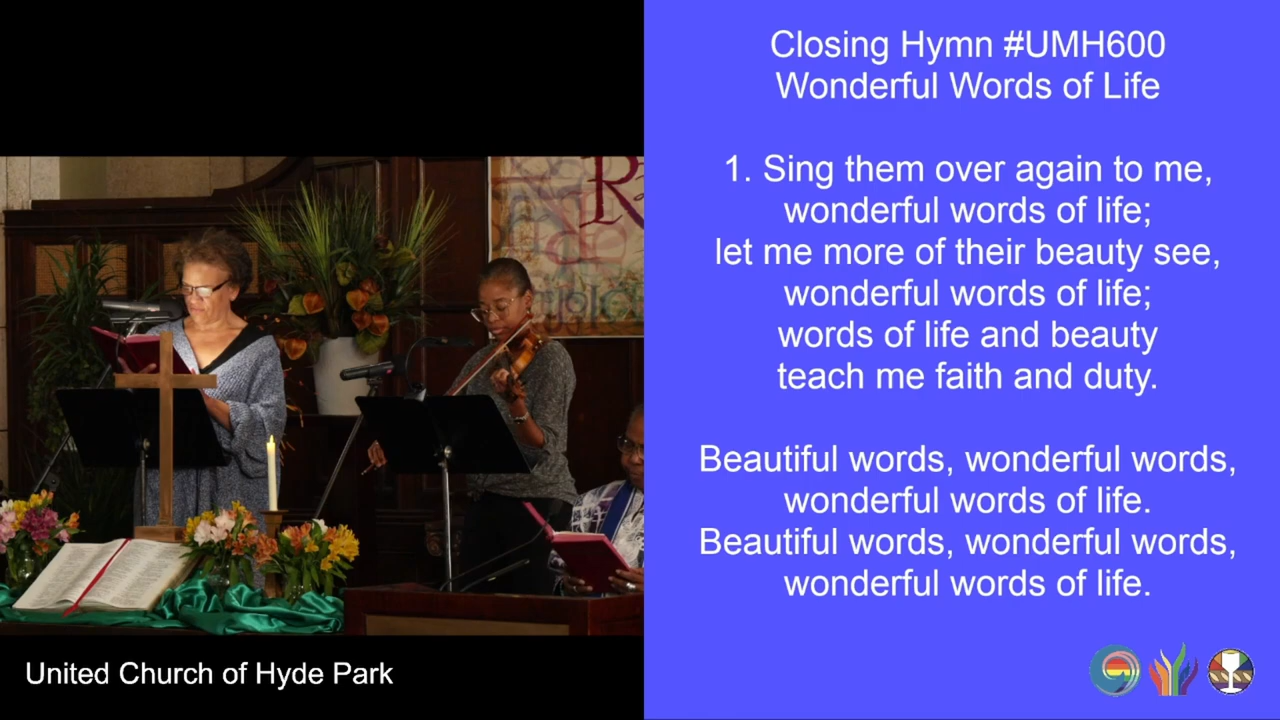 Closing Hymn #UMH600
Wonderful Words of Life
1. Sing them over again to me,
wonderful words of life;
let me more of their beauty see,
wonderful words of life;
words of life and beauty
teach me faith and duty.
Beautiful words, wonderful words,
wonderful words of life.
Beautiful words, wonderful words,
wonderful words of life.
United Church of Hyde Park